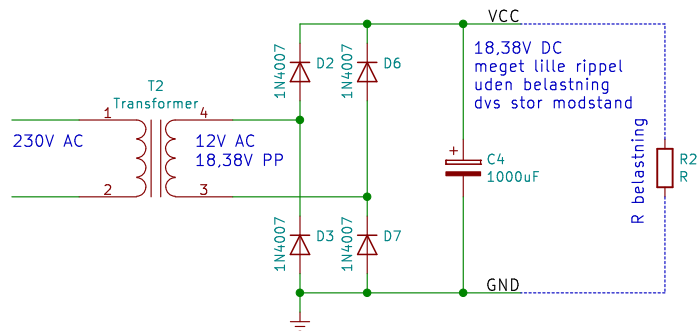 VCC
18,38V DC
meget lille rippel
uden belastning
dvs stor modstand
1N4007
D2
1N4007
D6
T2
Transformer
1
4
230V AC
12V AC
18,38V PP
2
3
+
C4
1000uF
R belastning
R2
R
1N4007
D3
1N4007
D7
GND